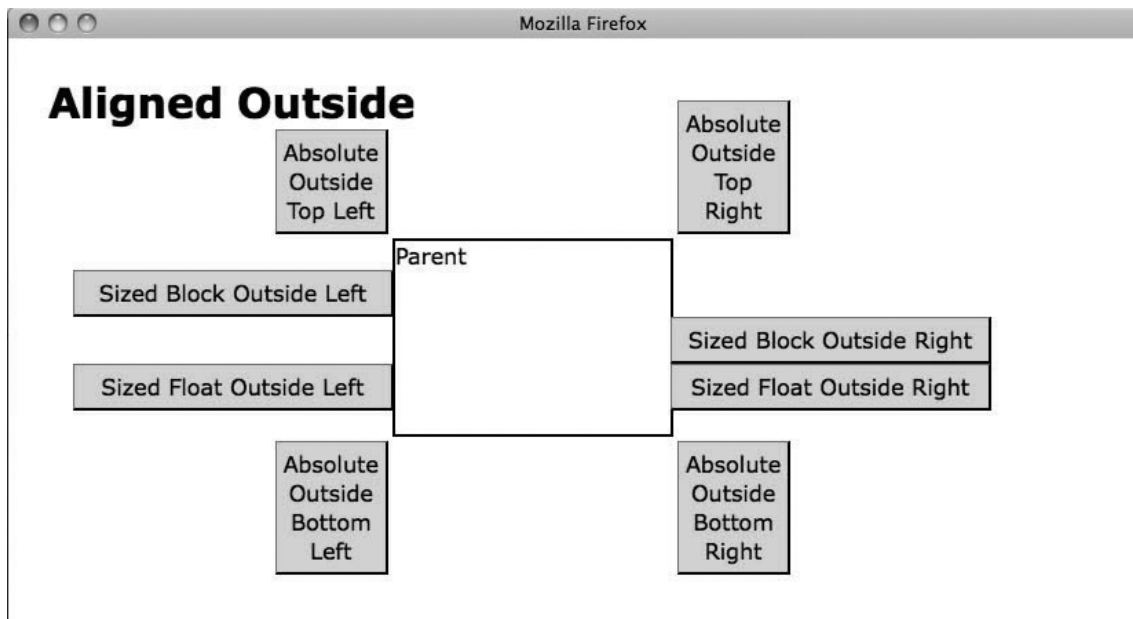 Mozilla Firefox
Aligned Outside
Absolute
Outside
Top Left
Absolute
Outside
Top
Right
Parent
Sized Block Outside Left
Sized Block Outside Right
Sized Float Outside Left
Sized Float Outside Right
Absolute
Outside
Bottom
Left
Absolute
Outside
Bottom
Right